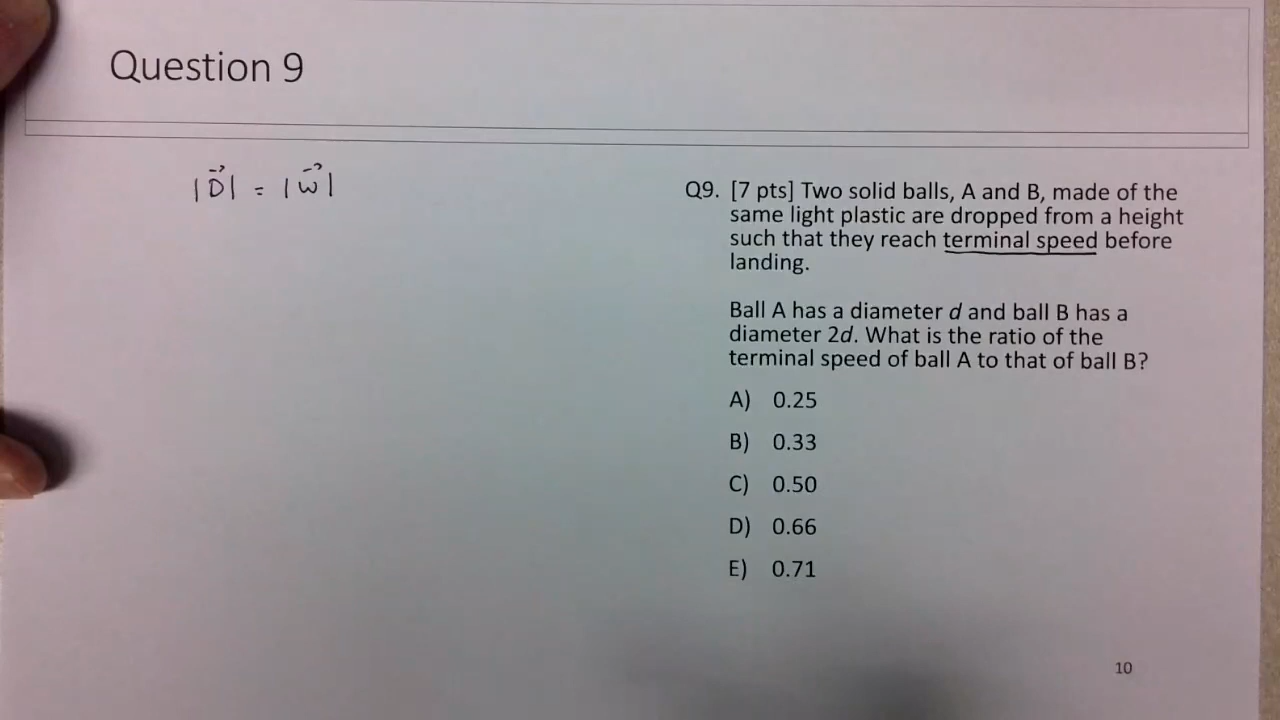 Question 9
|D⃗| = |w⃗|
Q9. [7 pts] Two solid balls, A and B, made of the
same light plastic are dropped from a height
such that they reach terminal speed before
landing.
Ball A has a diameter d and ball B has a
diameter 2d. What is the ratio of the
terminal speed of ball A to that of ball B?
A) 0.25
B) 0.33
C) 0.50
D) 0.66
E) 0.71
10